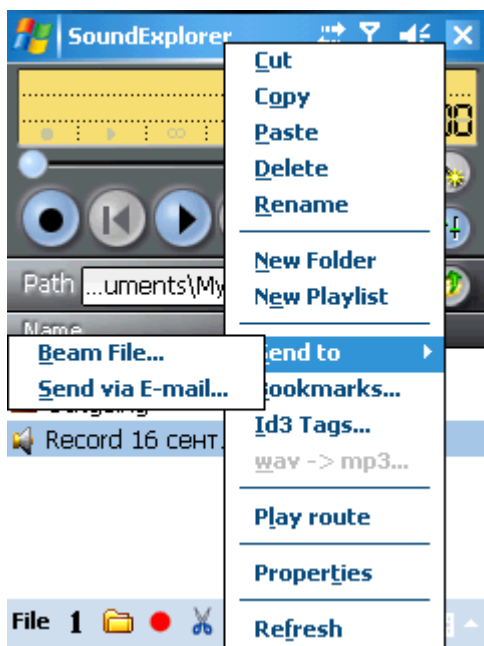 SoundExplorer
Cut
Copy
Paste
Delete
Rename
New Folder
New Playlist
Path ...uments\My
Name
Beam File...
Send via E-mail...
Send to
Bookmarks...
Id3 Tags...
wav -> mp3...
Record 16 сент.
Play route
Properties
Refresh
File 1